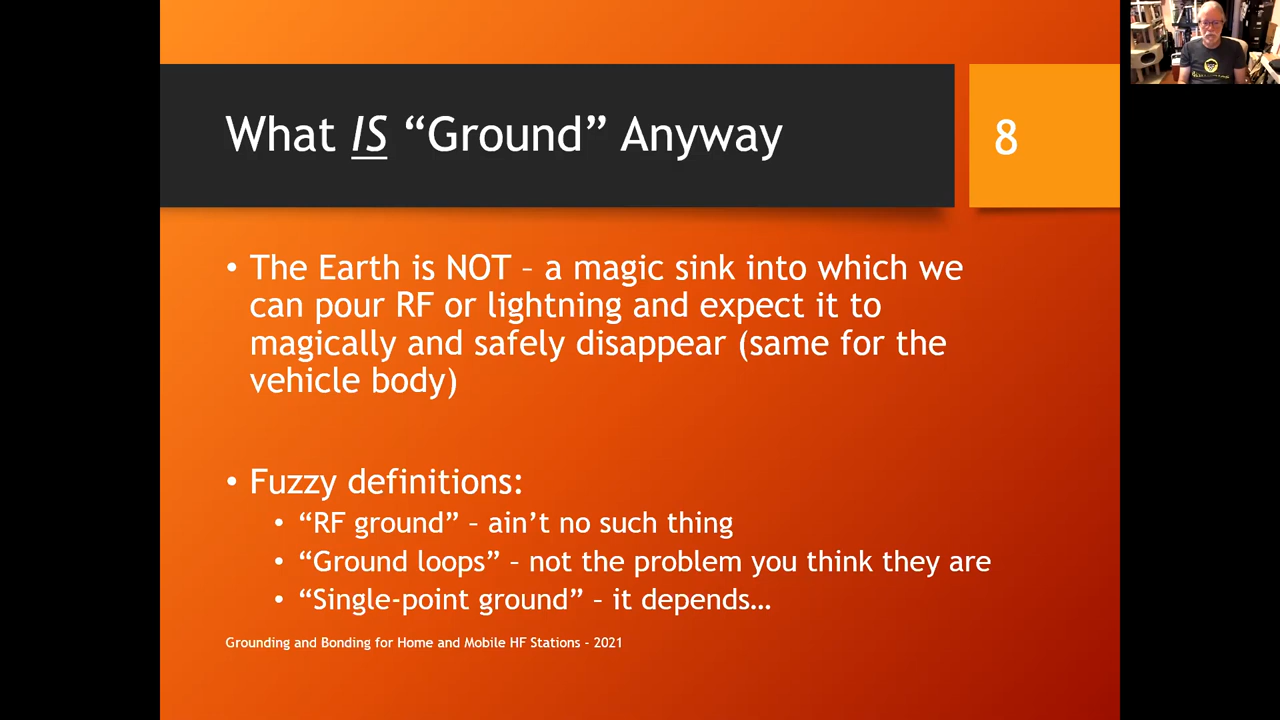 What IS “Ground” Anyway
8
• The Earth is NOT – a magic sink into which we
can pour RF or lightning and expect it to
magically and safely disappear (same for the
vehicle body)
• Fuzzy definitions:
• “RF ground” – ain’t no such thing
• “Ground loops” – not the problem you think they are
• “Single-point ground” – it depends…
Grounding and Bonding for Home and Mobile HF Stations - 2021